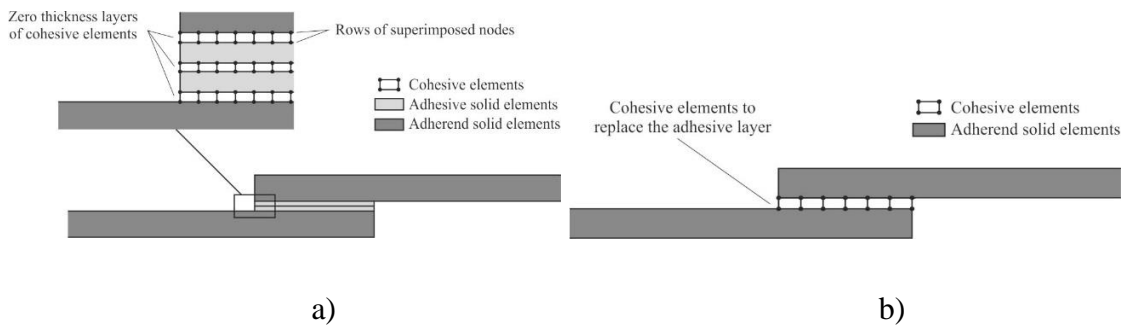 Zero thickness layers
of cohesive elements
Rows of superimposed nodes
Cohesive elements
Adhesive solid elements
Adherend solid elements
Cohesive elements to
replace the adhesive layer
Cohesive elements
Adherend solid elements
a)
b)